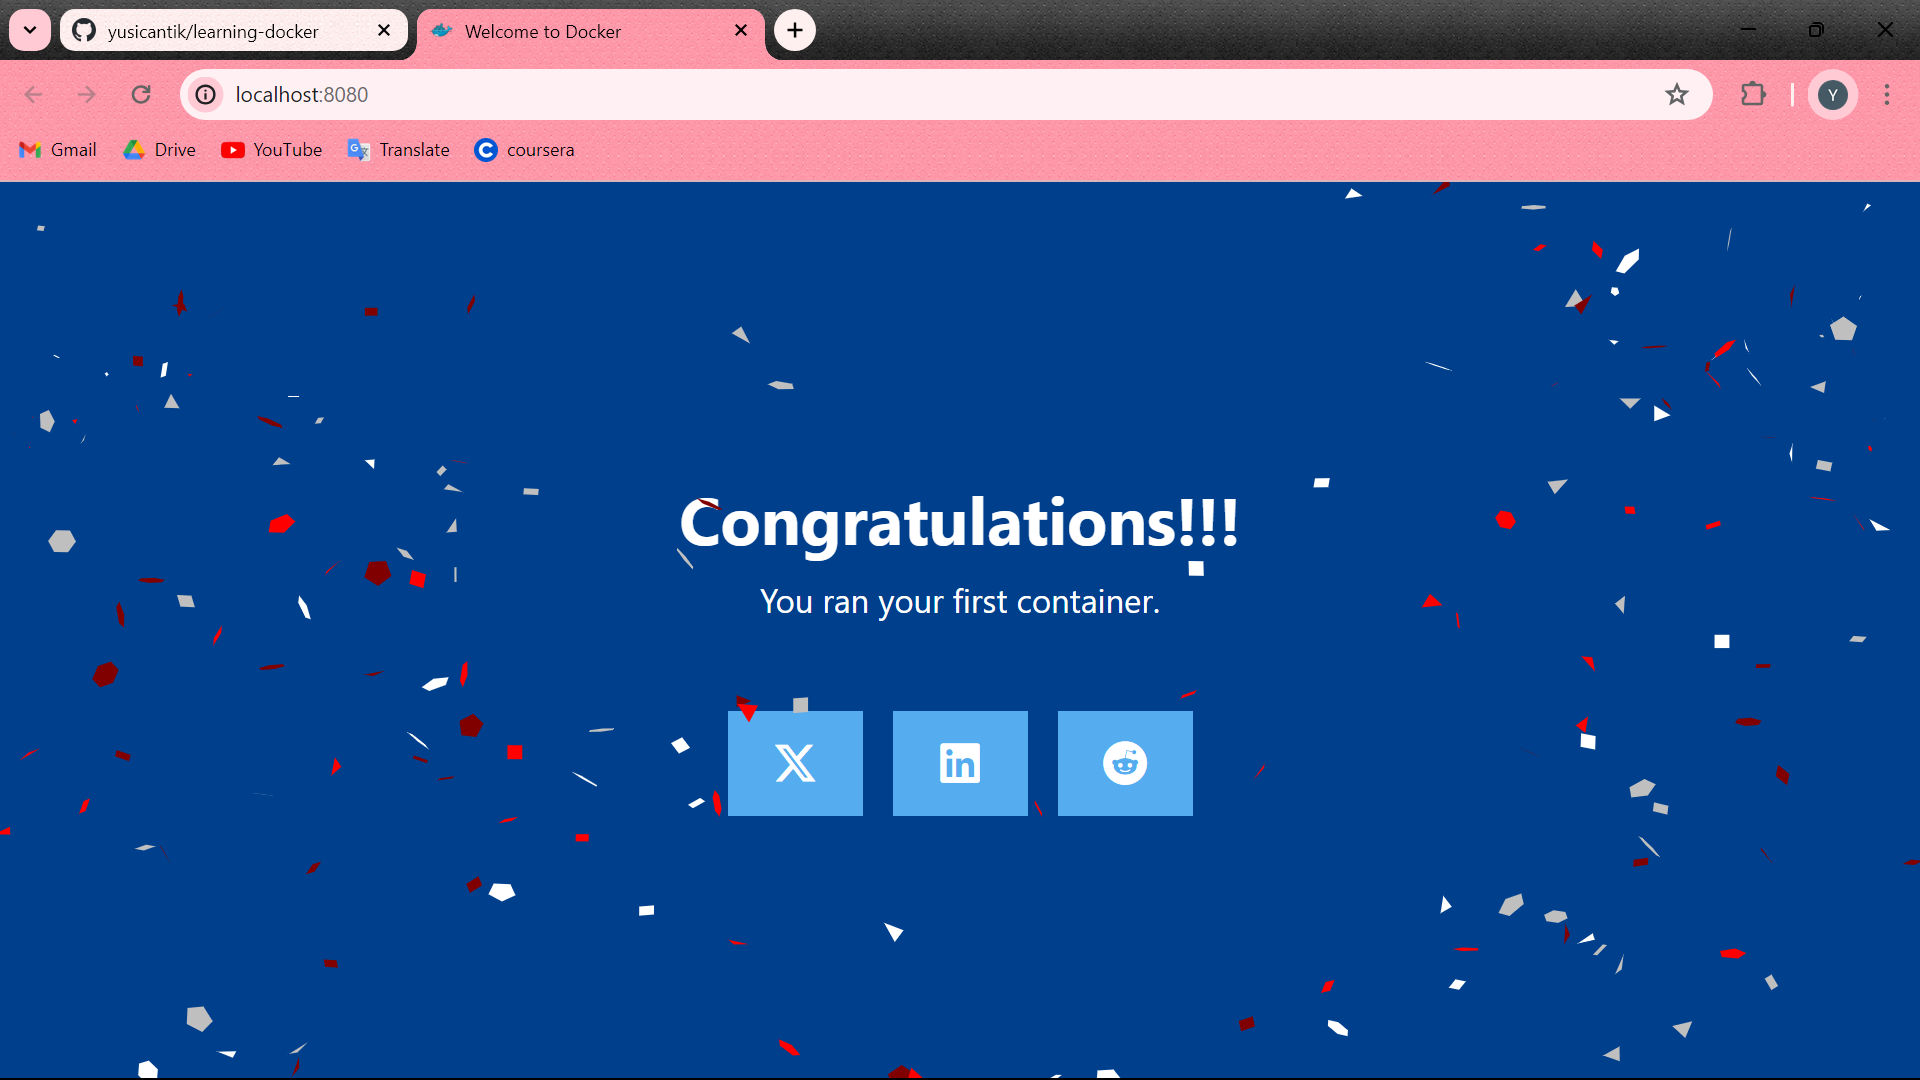 yusicantik/learning-docker
Welcome to Docker
localhost:8080
Y
Gmail
Drive
YouTube
Translate
coursera
Congratulations!!!
You ran your first container.